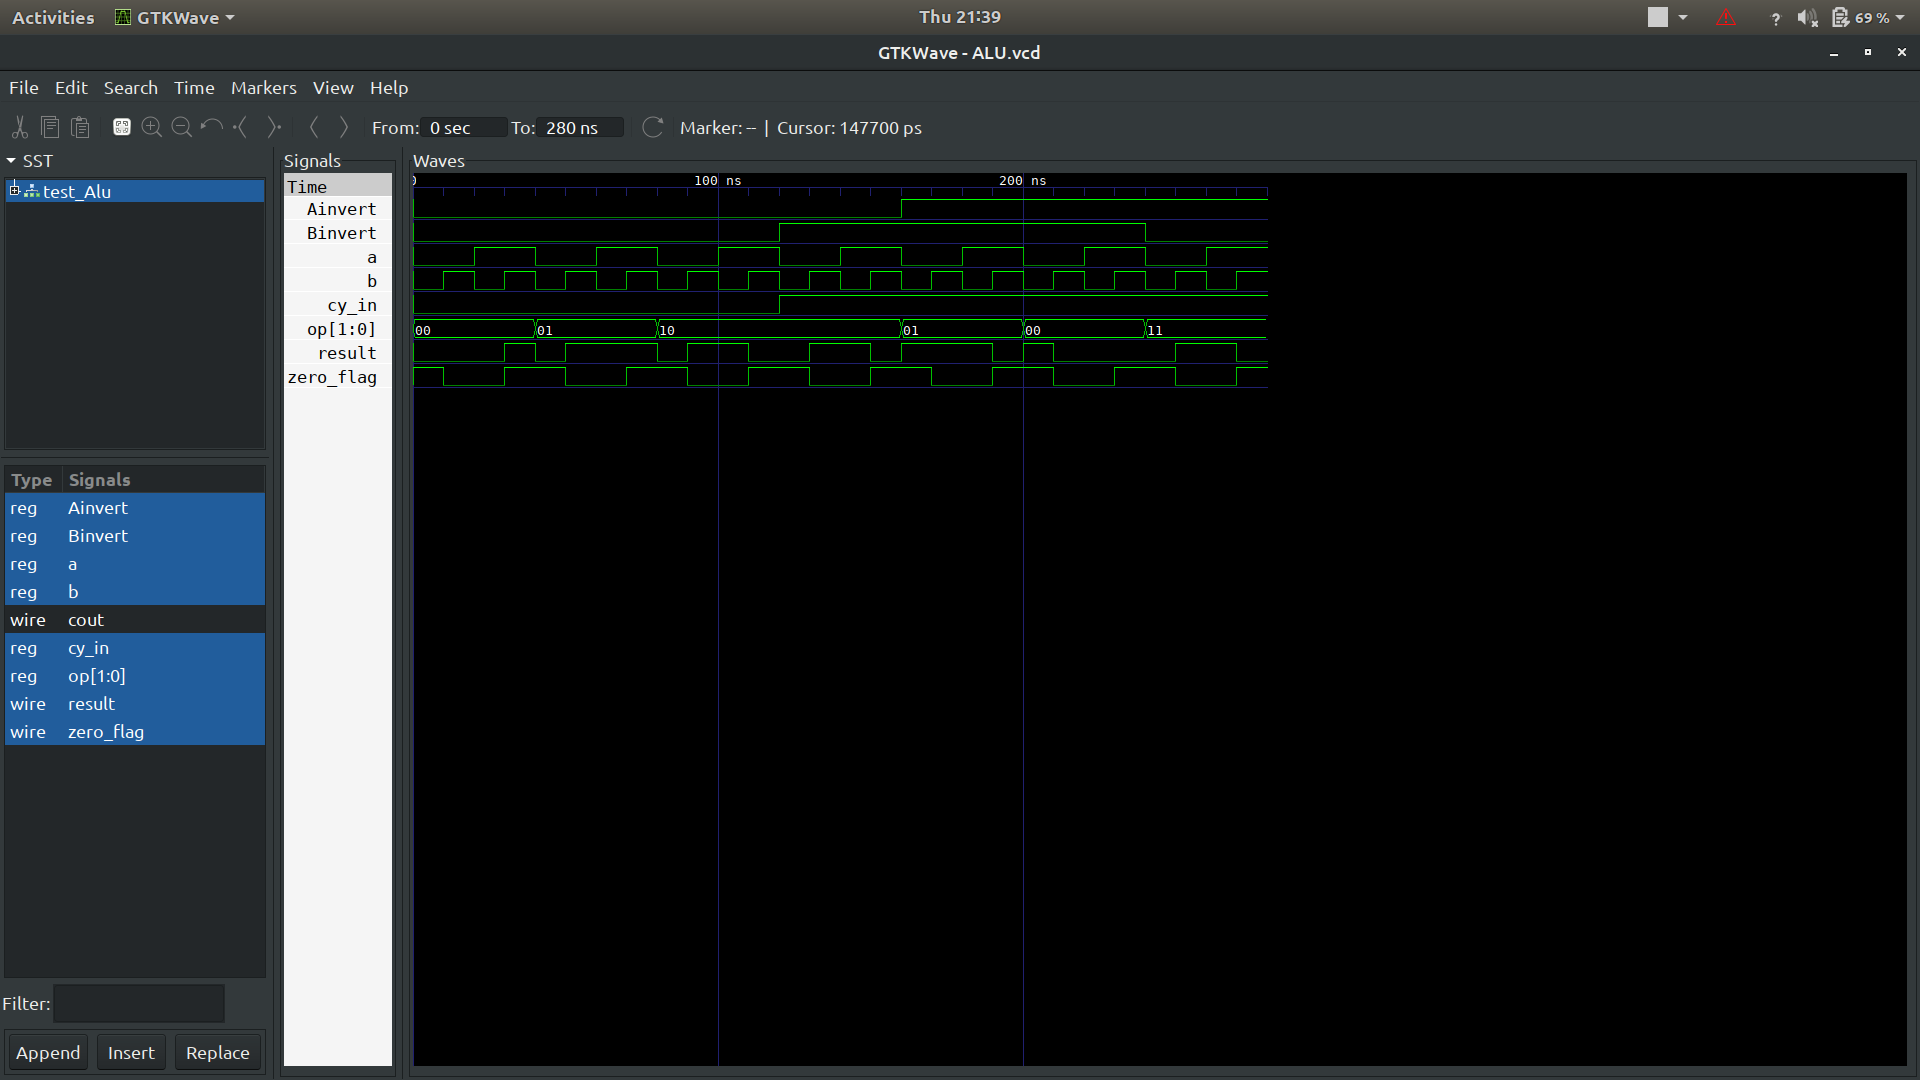 Activities GTKWave Thu 21:39 ? 69 %
GTKWave - ALU.vcd
File Edit Search Time Markers View Help
From: 0 sec To: 280 ns Marker: -- | Cursor: 147700 ps
SST
test_Alu
Type Signals
reg Ainvert
reg Binvert
reg a
reg b
wire cout
reg cy_in
reg op[1:0]
wire result
wire zero_flag
Filter:
Append Insert Replace
Signals
Time
Ainvert
Binvert
a
b
cy_in
op[1:0]
result
zero_flag
Waves
0 100 ns 200 ns
00 01 10 01 00 11